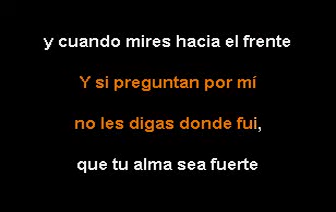 y cuando mires hacia el frente
Y si preguntan por mí
no les digas donde fui,
que tu alma sea fuerte